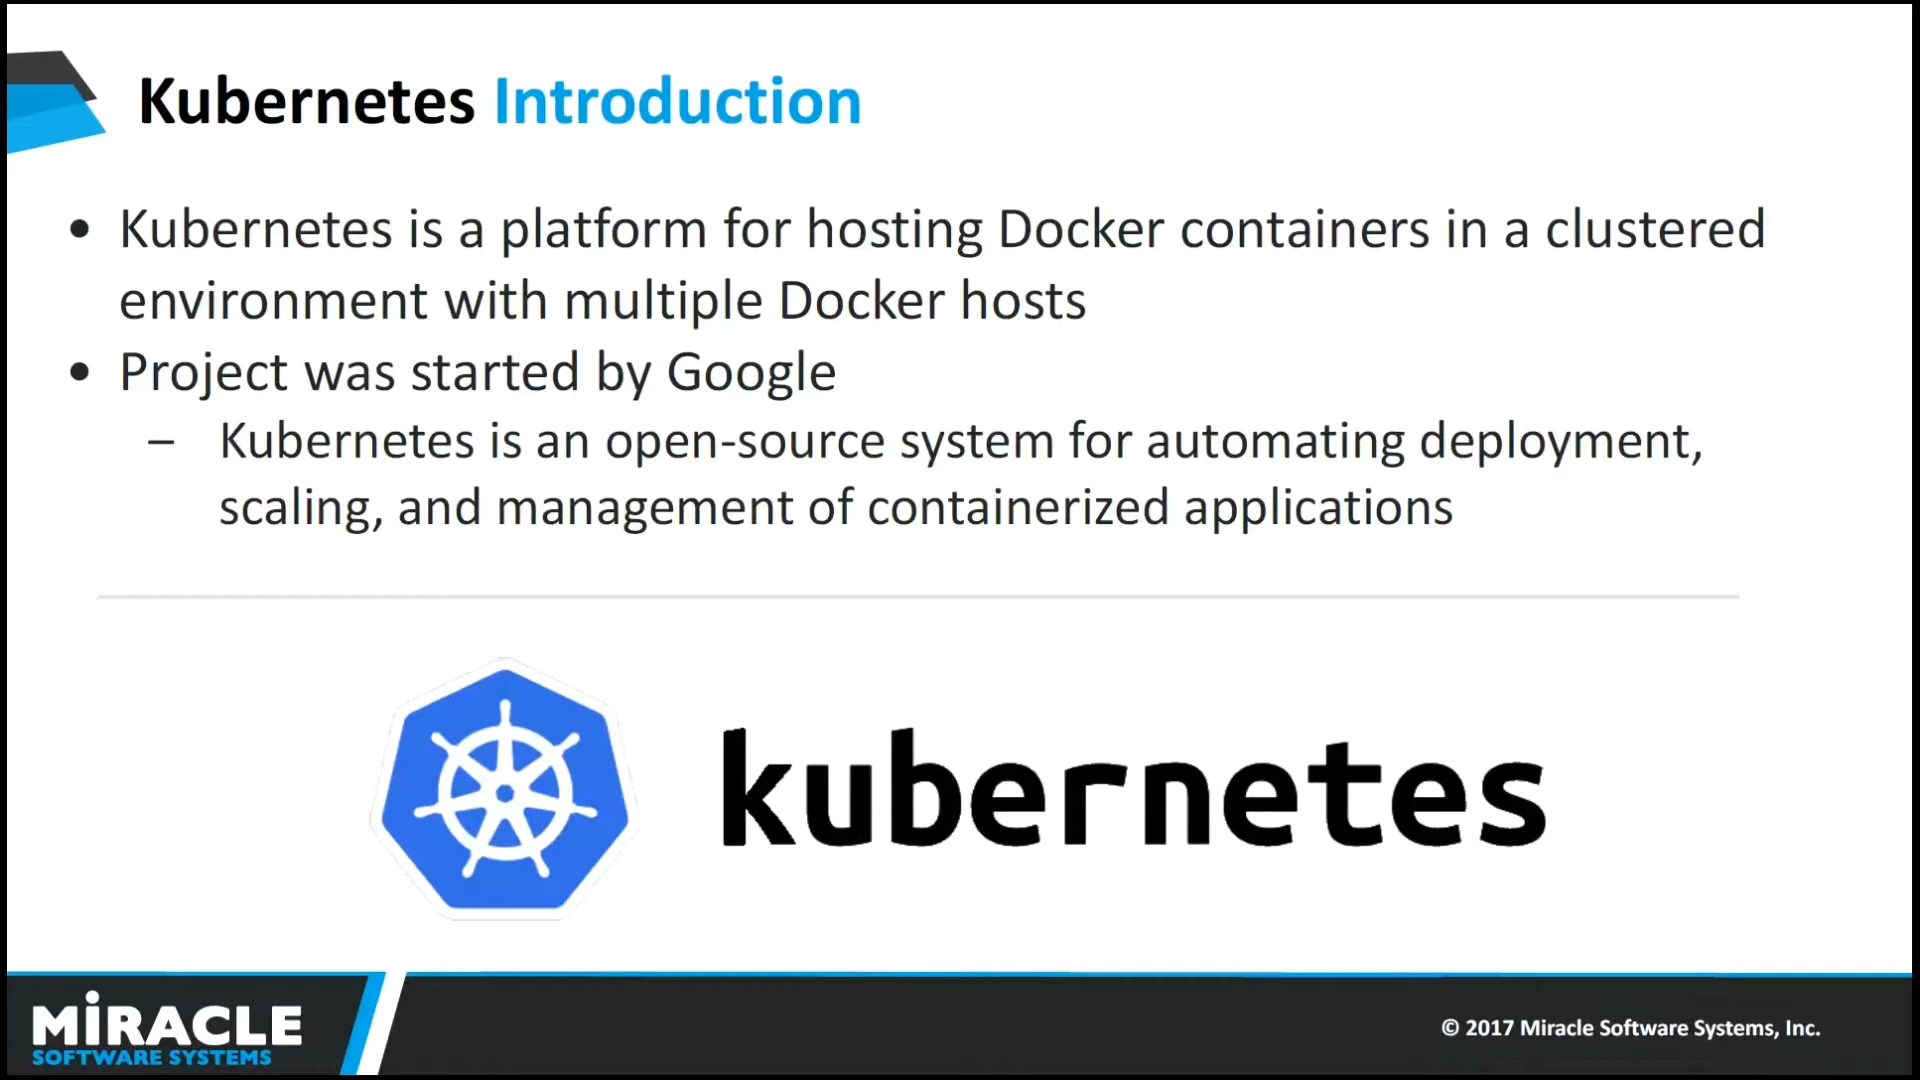 Kubernetes Introduction
• Kubernetes is a platform for hosting Docker containers in a clustered
environment with multiple Docker hosts
• Project was started by Google
– Kubernetes is an open-source system for automating deployment,
scaling, and management of containerized applications
kubernetes
MiRACLE
SOFTWARE SYSTEMS
© 2017 Miracle Software Systems, Inc.